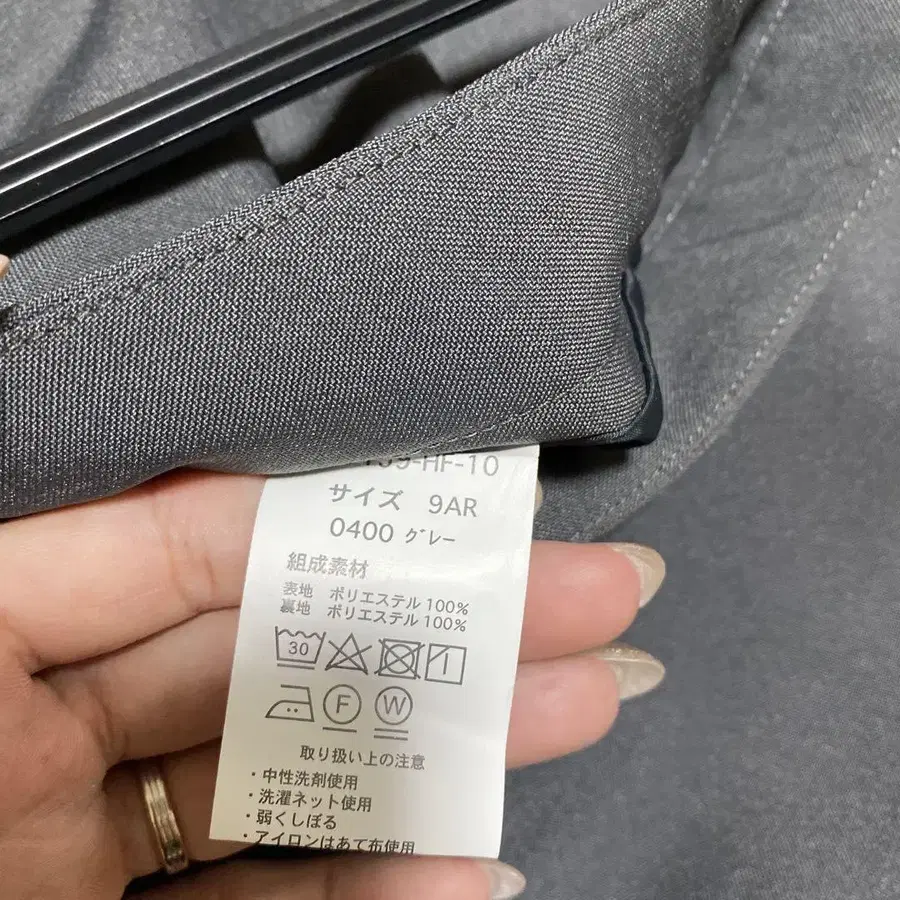 -HF-10
サイズ 9AR
0400 グレー
組成素材
表地 ポリエステル 100%
裏地 ポリエステル 100%
30
F W
取り扱い上の注意
・中性洗剤使用
・洗濯ネット使用
・弱くしぼる
・アイロンはあて布使用